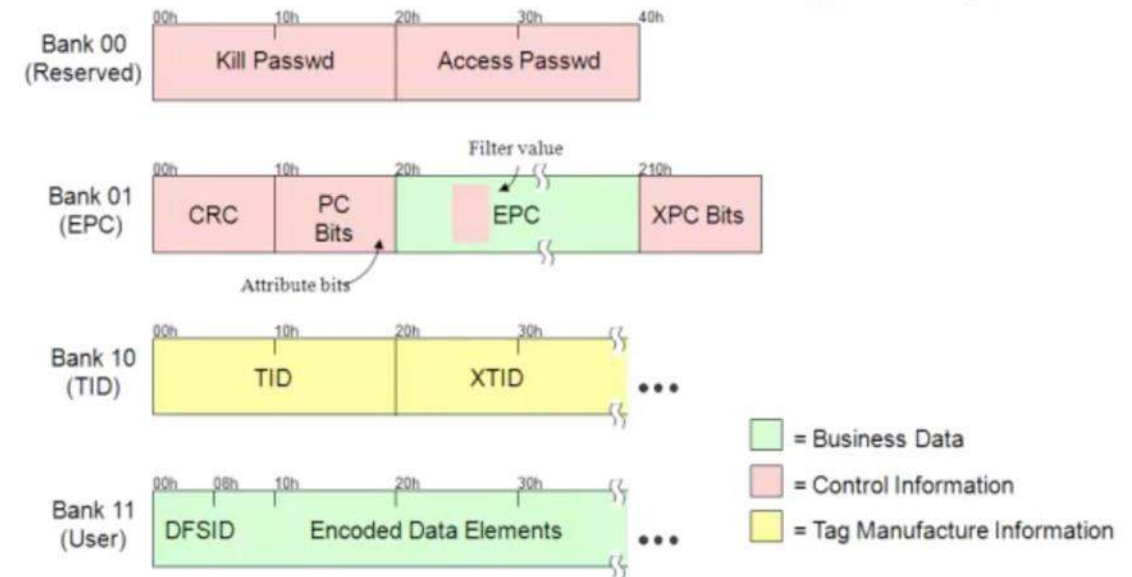 00h 10h 20h 30h 40h
Bank 00
(Reserved)
Kill Passwd Access Passwd
Filter value
00h 10h 20h 210h
Bank 01
(EPC)
CRC PC
Bits EPC XPC Bits
Attribute bits
00h 10h 20h 30h
Bank 10
(TID)
TID XTID
= Business Data
= Control Information
= Tag Manufacture Information
00h 08h 10h 20h 30h
Bank 11
(User)
DFSID Encoded Data Elements